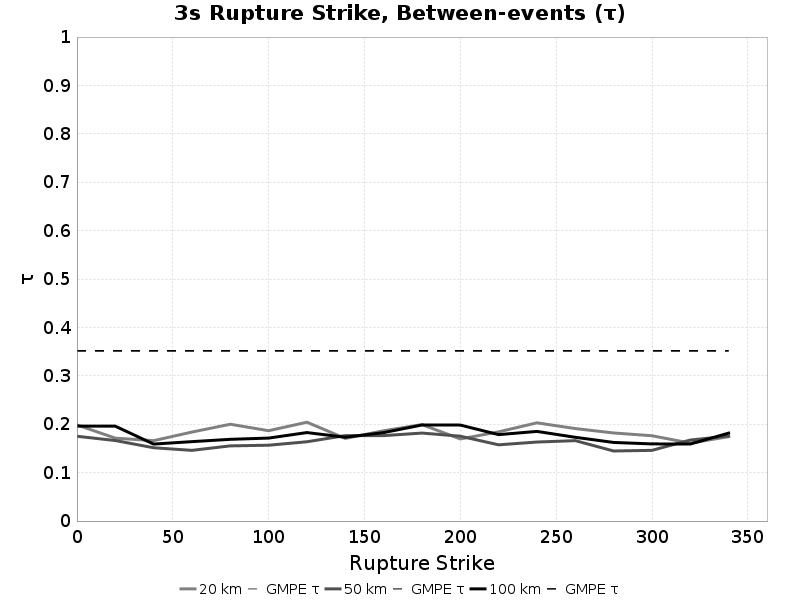 3s Rupture Strike, Between-events (τ)
1
0.9
0.8
0.7
0.6
0.5
0.4
0.3
0.2
0.1
0
τ
0 50 100 150 200 250 300 350
Rupture Strike
20 km GMPE τ 50 km GMPE τ 100 km GMPE τ